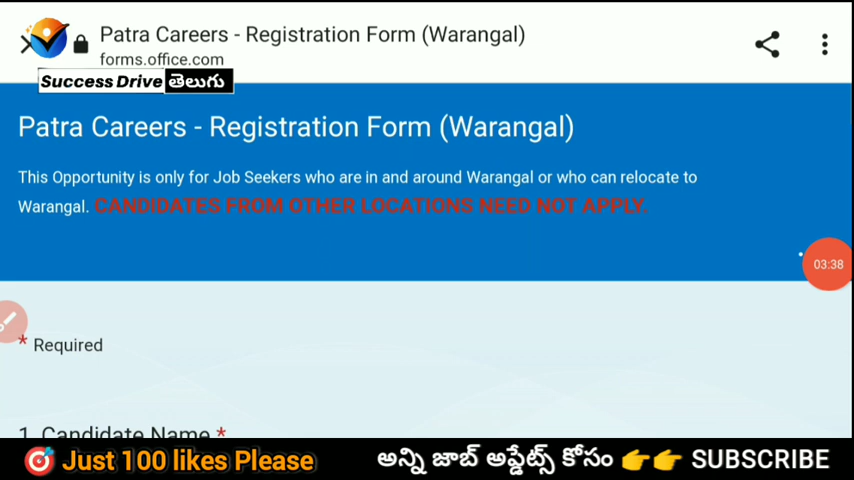 Patra Careers - Registration Form (Warangal)
forms.office.com
Success Drive తెలుగు
Patra Careers - Registration Form (Warangal)
This Opportunity is only for Job Seekers who are in and around Warangal or who can relocate to
Warangal. CANDIDATES FROM OTHER LOCATIONS NEED NOT APPLY.
03:38
* Required
1. Candidate Name *
Just 100 likes Please
అన్ని జాబ్ అప్డేట్స్ కోసం 👉👉 SUBSCRIBE